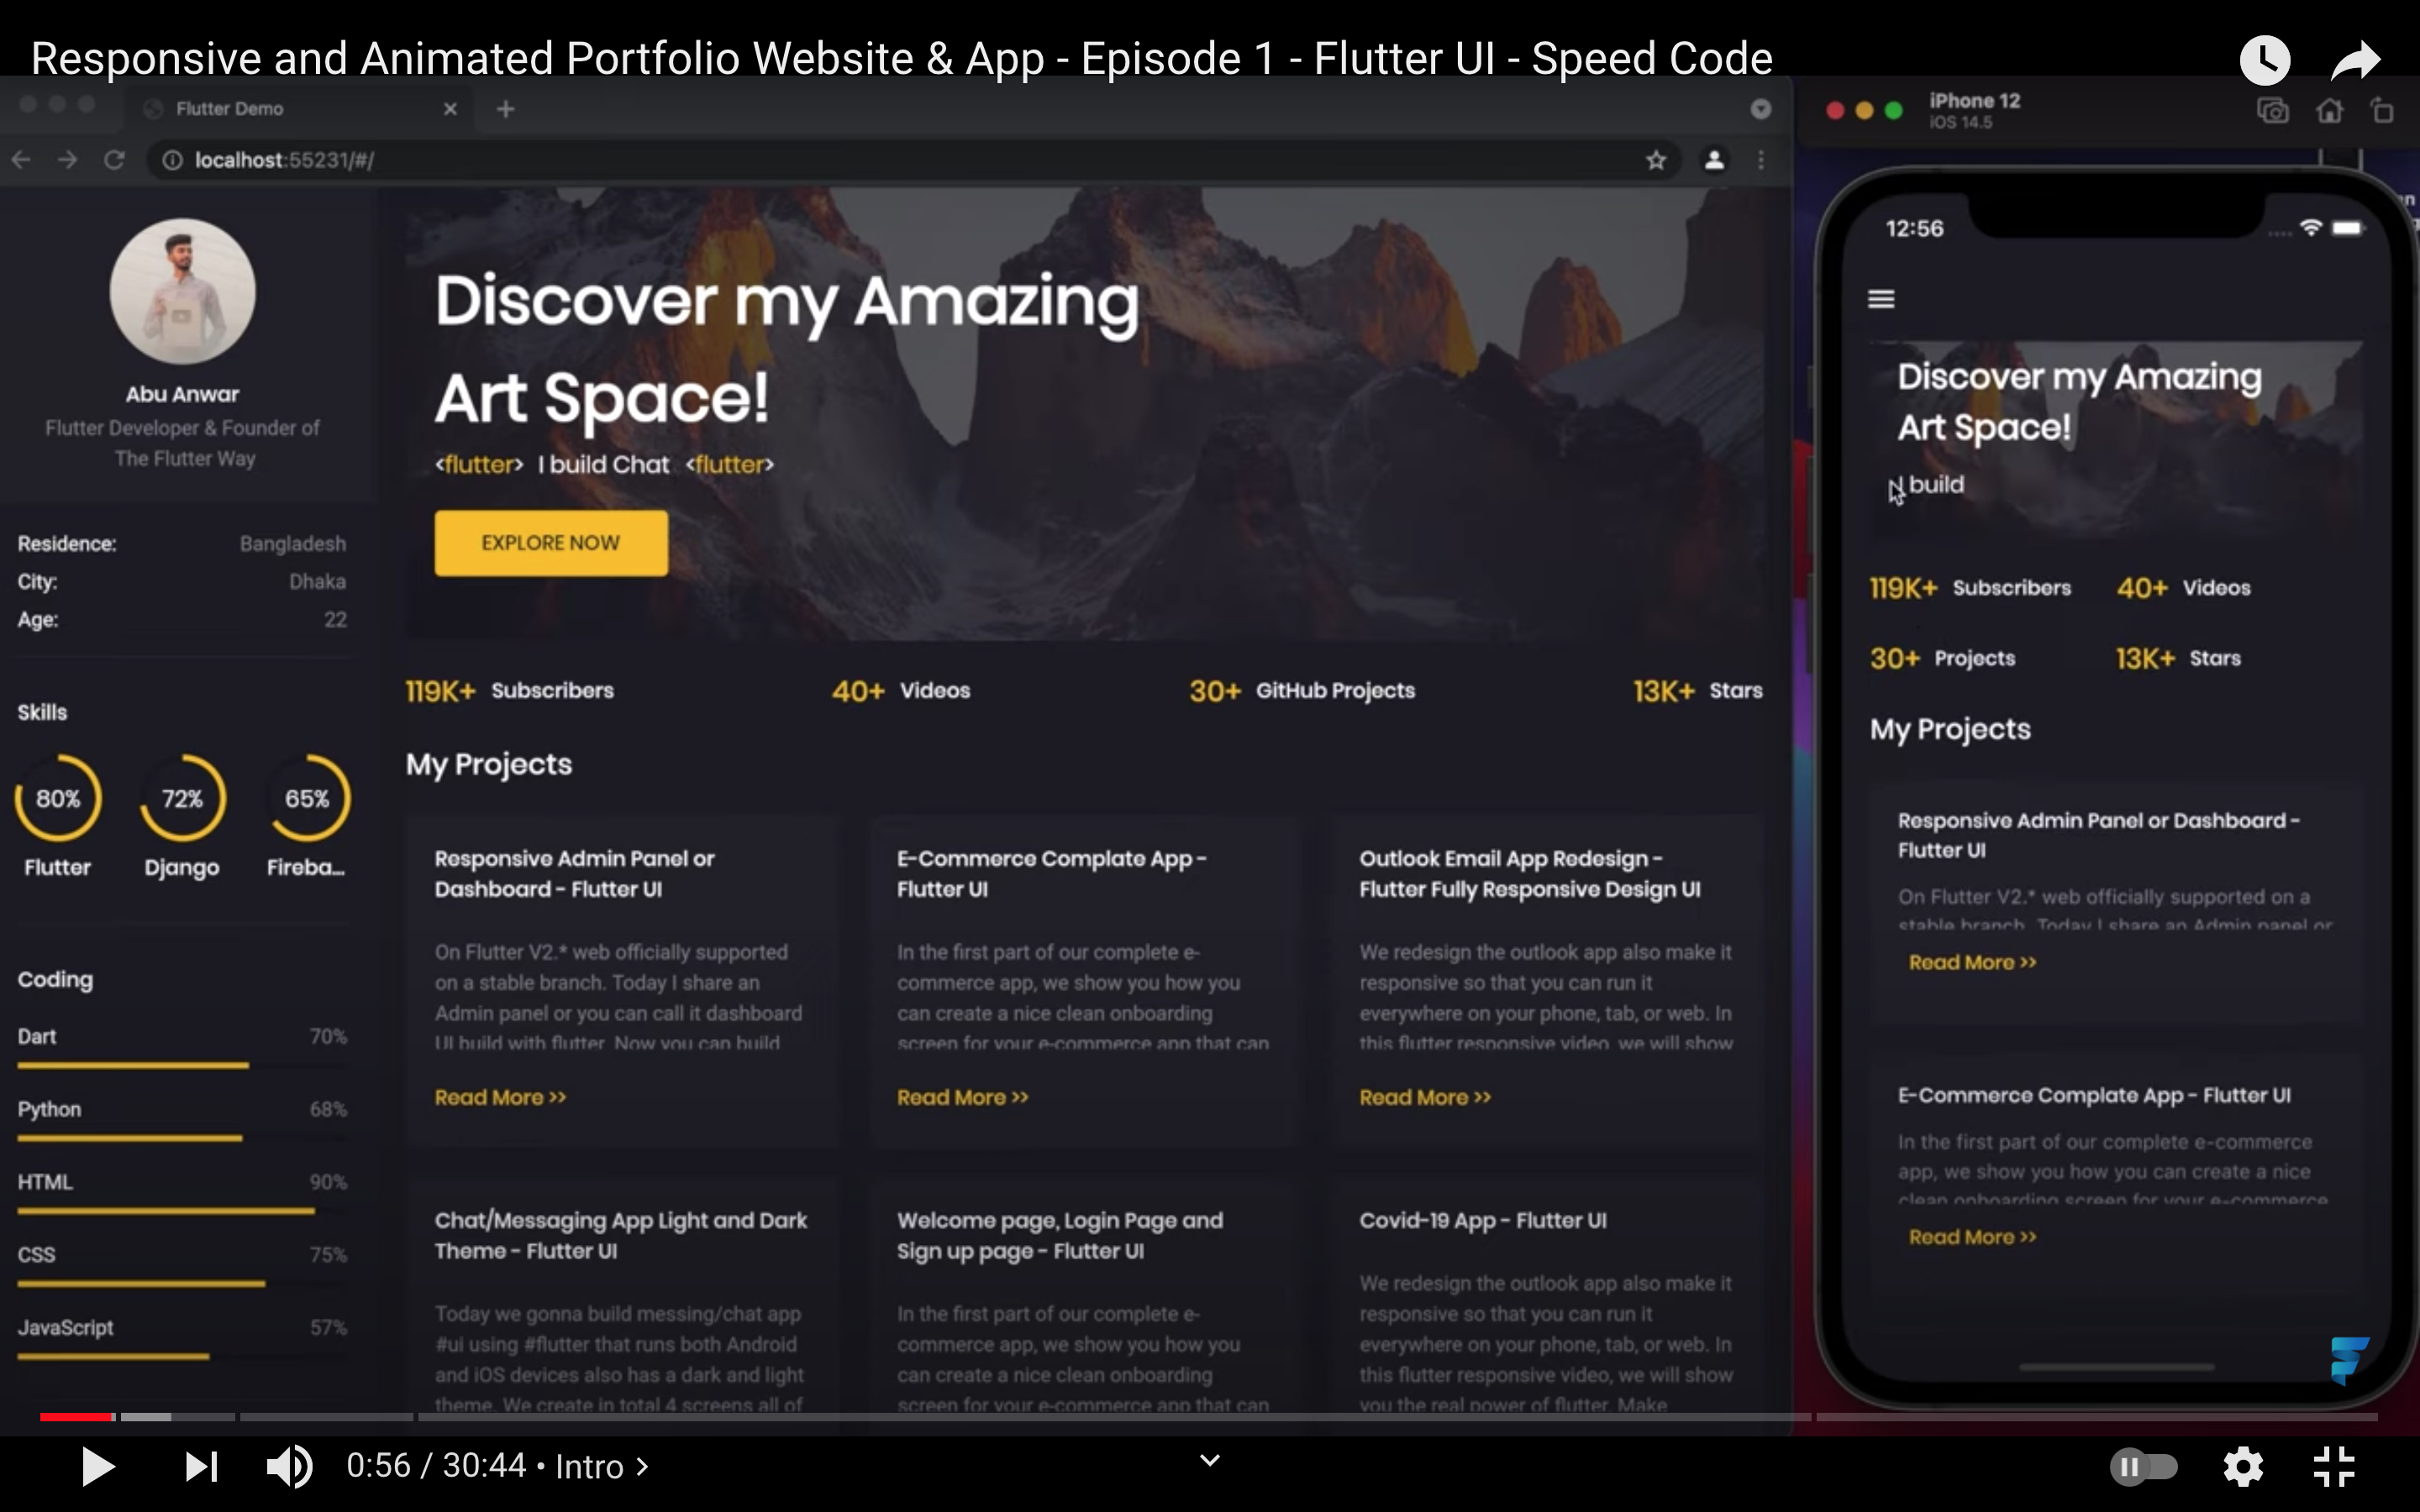 Responsive and Animated Portfolio Website & App - Episode 1 - Flutter UI - Speed Code
Flutter Demo
localhost:55231/#/
Abu Anwar
Flutter Developer & Founder of
The Flutter Way
Residence: Bangladesh
City: Dhaka
Age: 22
Skills
80% 72% 65%
Flutter Django Fireba...
Coding
Dart 70%
Python 68%
HTML 90%
CSS 75%
JavaScript 57%
Discover my Amazing
Art Space!
<flutter> I build Chat <flutter>
EXPLORE NOW
119K+ Subscribers 40+ Videos 30+ GitHub Projects 13K+ Stars
My Projects
Responsive Admin Panel or
Dashboard - Flutter UI
On Flutter V2.* web officially supported
on a stable branch. Today I share an
Admin panel or you can call it dashboard
UI build with flutter. Now you can build
Read More >>
E-Commerce Complate App -
Flutter UI
In the first part of our complete e-
commerce app, we show you how you
can create a nice clean onboarding
screen for your e-commerce app that can
Read More >>
Outlook Email App Redesign -
Flutter Fully Responsive Design UI
We redesign the outlook app also make it
responsive so that you can run it
everywhere on your phone, tab, or web. In
this flutter responsive video, we will show
Read More >>
Chat/Messaging App Light and Dark
Theme - Flutter UI
Today we gonna build messing/chat app
#ui using #flutter that runs both Android
and iOS devices also has a dark and light
theme. We create in total 4 screens all of
Welcome page, Login Page and
Sign up page - Flutter UI
In the first part of our complete e-
commerce app, we show you how you
can create a nice clean onboarding
screen for your e-commerce app that can
Covid-19 App - Flutter UI
We redesign the outlook app also make it
responsive so that you can run it
everywhere on your phone, tab, or web. In
this flutter responsive video, we will show
you the real power of flutter. Make
iPhone 12
iOS 14.5
12:56
Discover my Amazing
Art Space!
I build
119K+ Subscribers 40+ Videos
30+ Projects 13K+ Stars
My Projects
Responsive Admin Panel or Dashboard -
Flutter UI
On Flutter V2.* web officially supported on a
stable branch. Today I share an Admin panel or
Read More >>
E-Commerce Complate App - Flutter UI
In the first part of our complete e-commerce
app, we show you how you can create a nice
clean onboarding screen for your e-commerce
Read More >>
0:56 / 30:44 • Intro